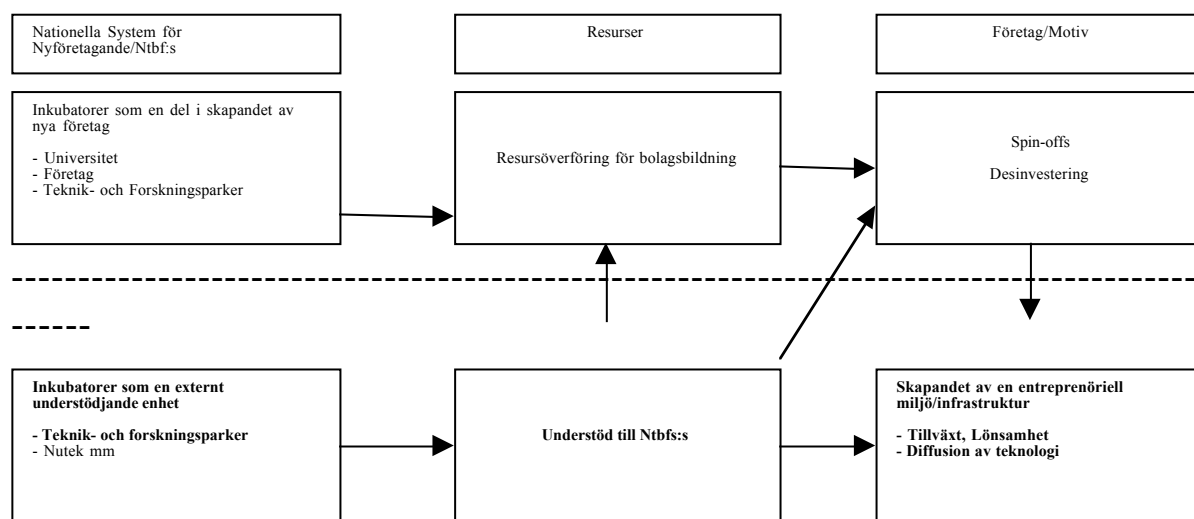 Nationella System för
Nyföretagande/Ntbf:s
Resurser
Företag/Motiv
Inkubatorer som en del i skapandet av
nya företag
- Universitet
- Företag
- Teknik- och Forskningsparker
Resursöverföring för bolagsbildning
Spin-offs
Desinvestering
Inkubatorer som en externt
understödjande enhet
- Teknik- och forskningsparker
- Nutek mm
Understöd till Ntbfs:s
Skapandet av en entreprenöriell
miljö/infrastruktur
- Tillväxt, Lönsamhet
- Diffusion av teknologi